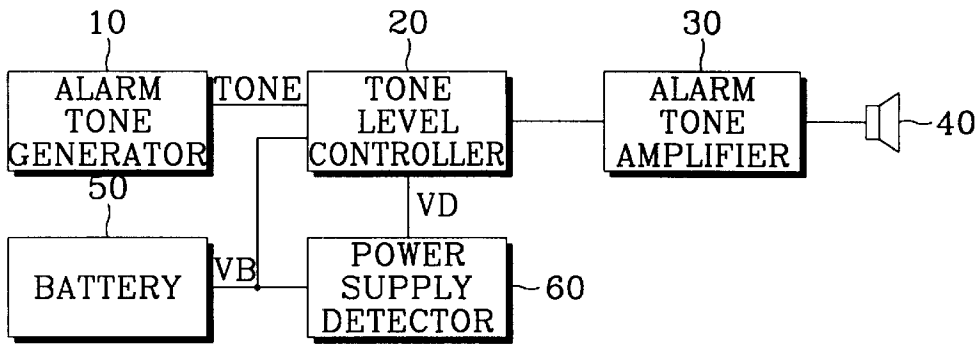 10
20
30
ALARM
TONE
GENERATOR
TONE
TONE
LEVEL
CONTROLLER
ALARM
TONE
AMPLIFIER
40
50
VD
BATTERY
VB
POWER
SUPPLY
DETECTOR
60